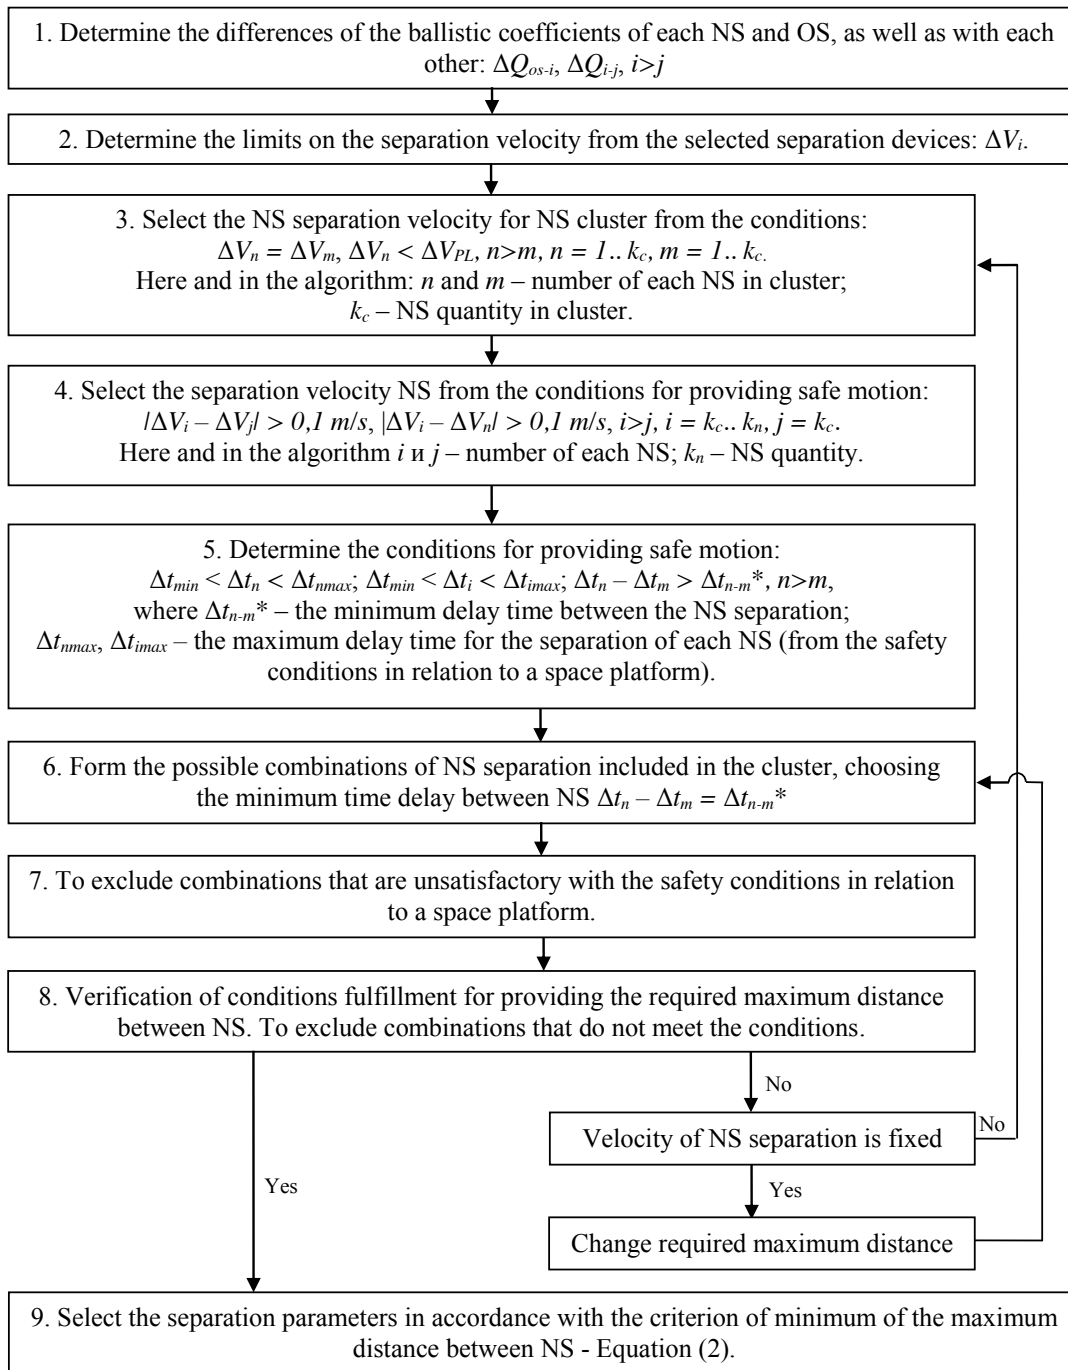 1. Determine the differences of the ballistic coefficients of each NS and OS, as well as with each
other: ΔQos-i, ΔQi-j, i>j
2. Determine the limits on the separation velocity from the selected separation devices: ΔVi.
3. Select the NS separation velocity for NS cluster from the conditions:
ΔVn = ΔVm, ΔVn < ΔVPL, n>m, n = 1.. kc, m = 1.. kc.
Here and in the algorithm: n and m – number of each NS in cluster;
kc – NS quantity in cluster.
4. Select the separation velocity NS from the conditions for providing safe motion:
|ΔVi – ΔVj| > 0,1 m/s, |ΔVi – ΔVn| > 0,1 m/s, i>j, i = kc.. kn, j = kc.
Here and in the algorithm i и j – number of each NS; kn – NS quantity.
5. Determine the conditions for providing safe motion:
Δtmin < Δtn < Δtnmax; Δtmin < Δti < Δtimax; Δtn – Δtm > Δtn-m*, n>m,
where Δtn-m* – the minimum delay time between the NS separation;
Δtnmax, Δtimax – the maximum delay time for the separation of each NS (from the safety
conditions in relation to a space platform).
6. Form the possible combinations of NS separation included in the cluster, choosing
the minimum time delay between NS Δtn – Δtm = Δtn-m*
7. To exclude combinations that are unsatisfactory with the safety conditions in relation
to a space platform.
8. Verification of conditions fulfillment for providing the required maximum distance
between NS. To exclude combinations that do not meet the conditions.
No
Velocity of NS separation is fixed
No
Yes
Yes
Change required maximum distance
9. Select the separation parameters in accordance with the criterion of minimum of the maximum
distance between NS - Equation (2).